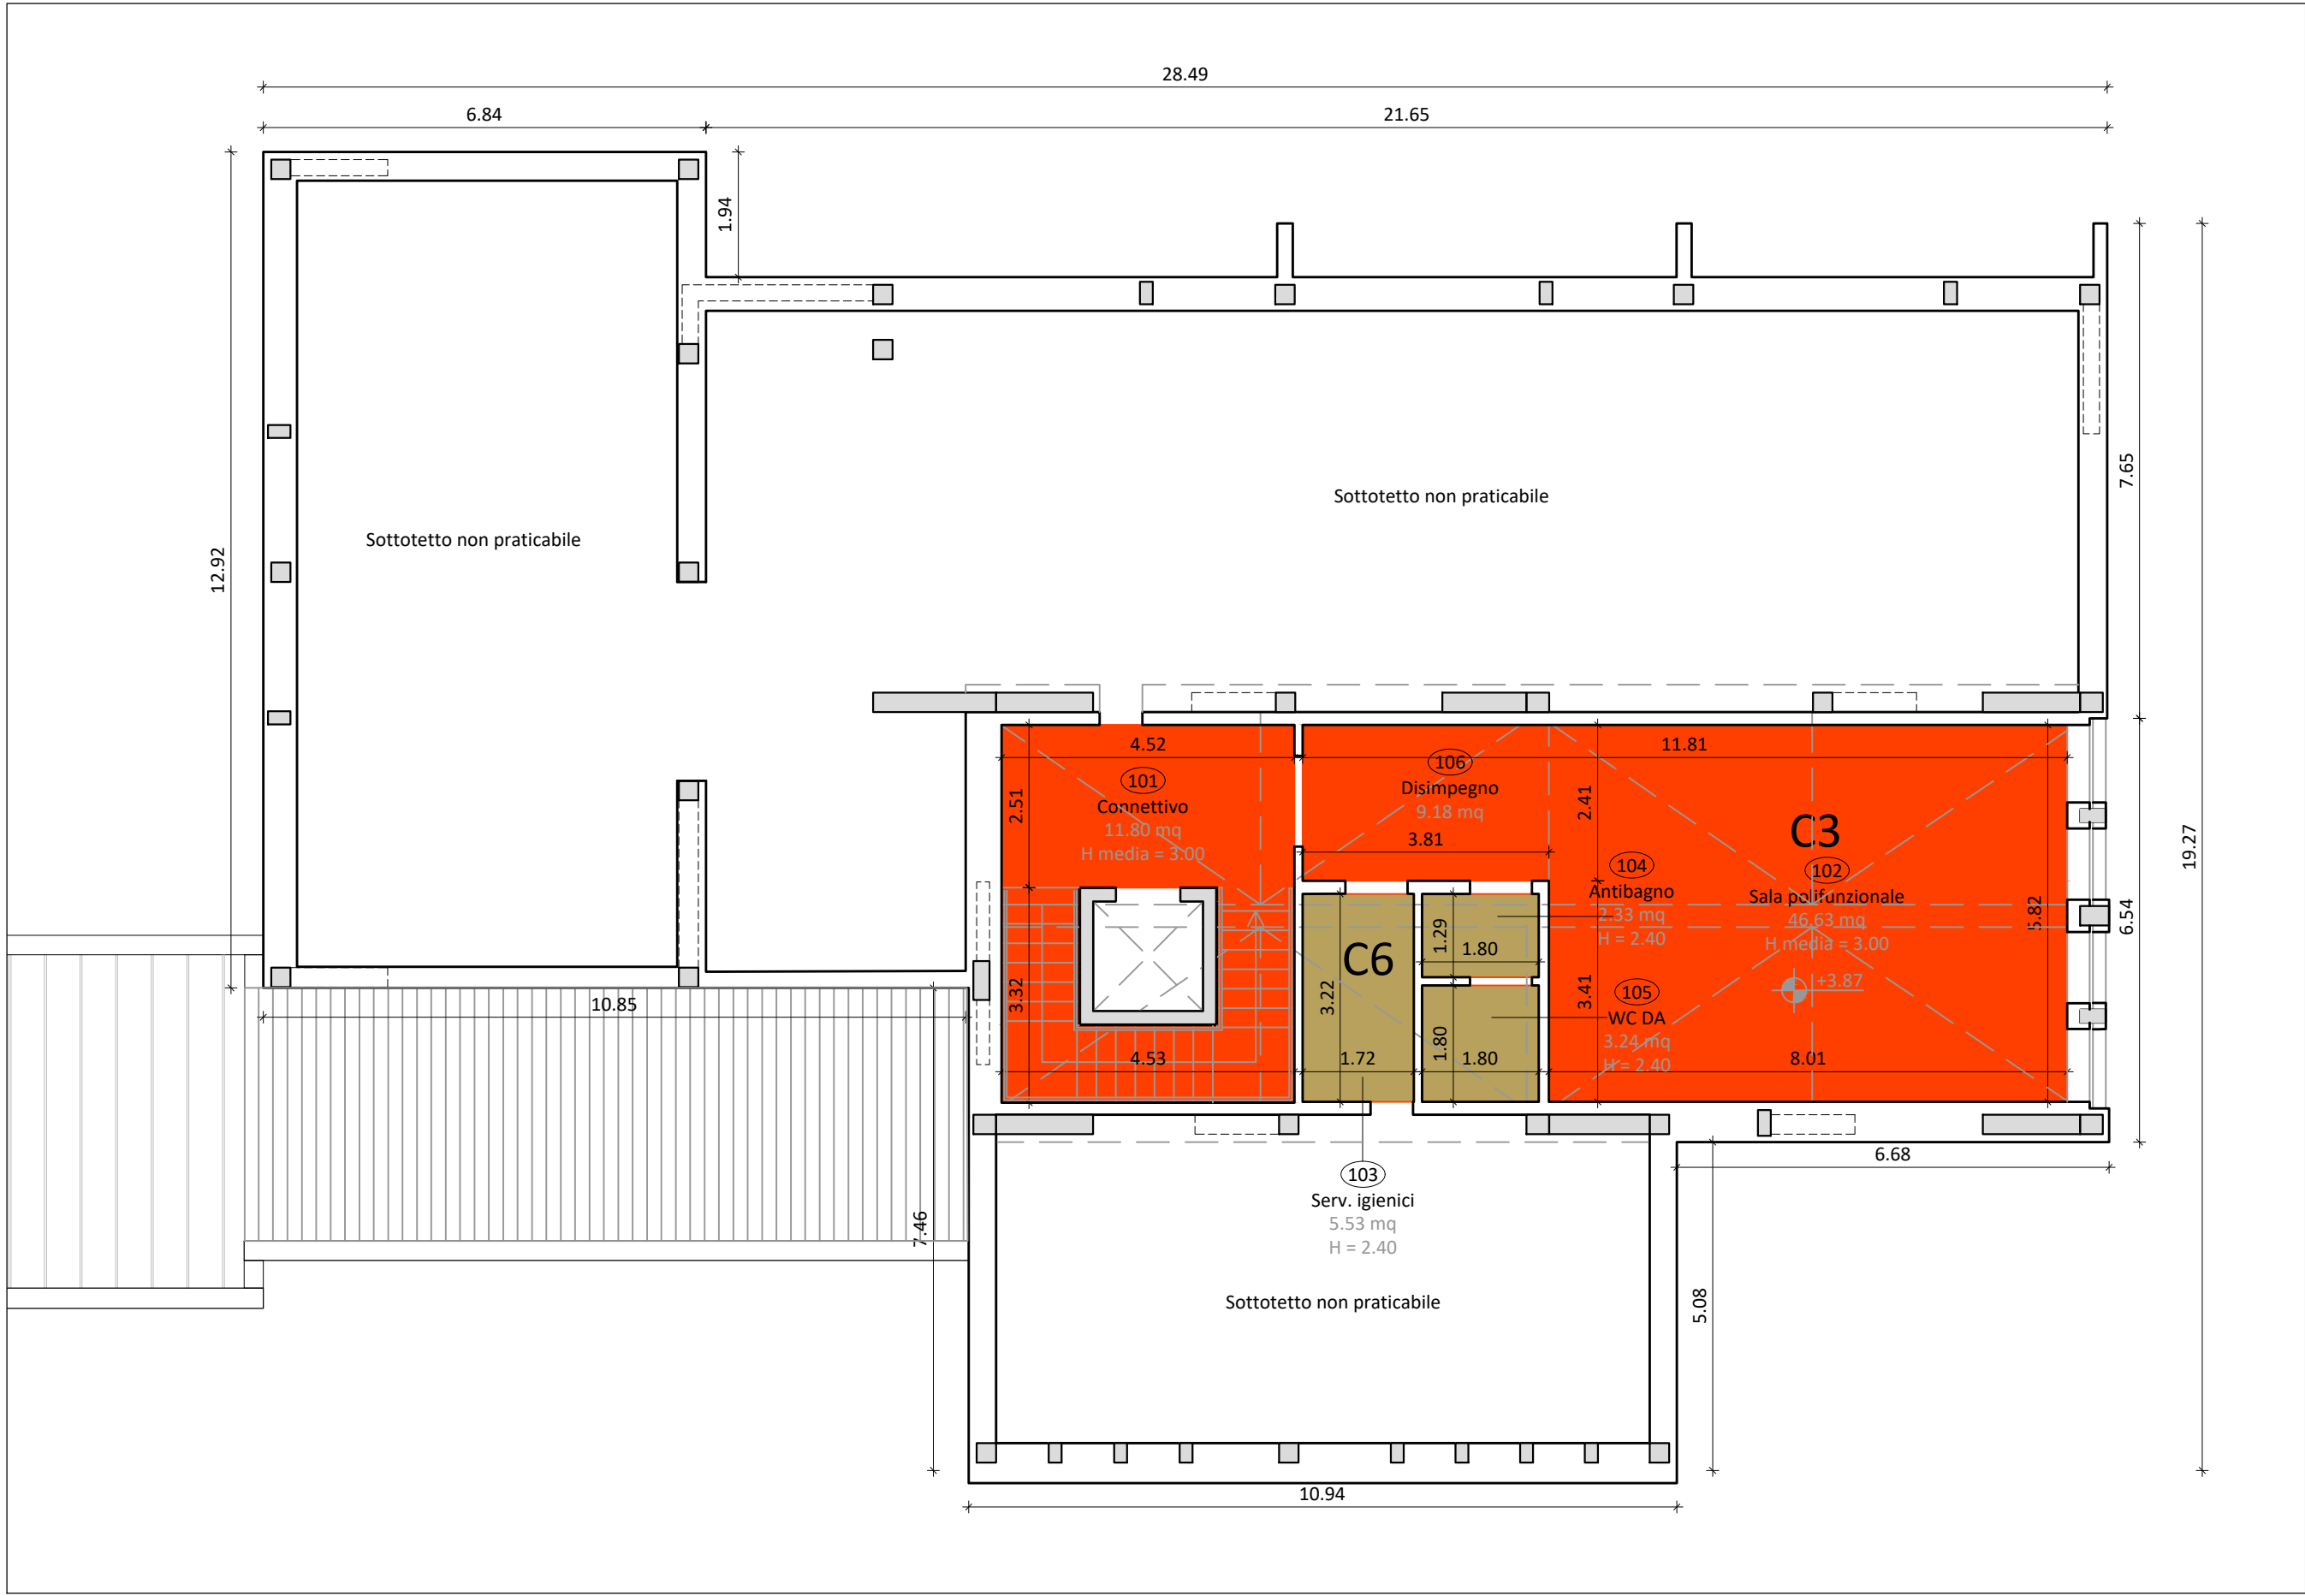 28.49
6.84
21.65
1.94
12.92
7.65
19.27
Sottotetto non praticabile
Sottotetto non praticabile
4.52
11.81
101
Connettivo
11.80 mq
H media = 3.00
2.51
106
Disimpegno
9.18 mq
3.81
2.41
C3
104
Antibagno
2.33 mq
H = 2.40
102
Sala polifunzionale
46.63 mq
H media = 3.00
+3.87
5.82
6.54
C6
1.29
1.80
3.32
3.22
3.41
105
WC DA
3.24 mq
H = 2.40
10.85
4.53
1.72
1.80
1.80
8.01
6.68
103
Serv. igienici
5.53 mq
H = 2.40
7.46
5.08
Sottotetto non praticabile
10.94